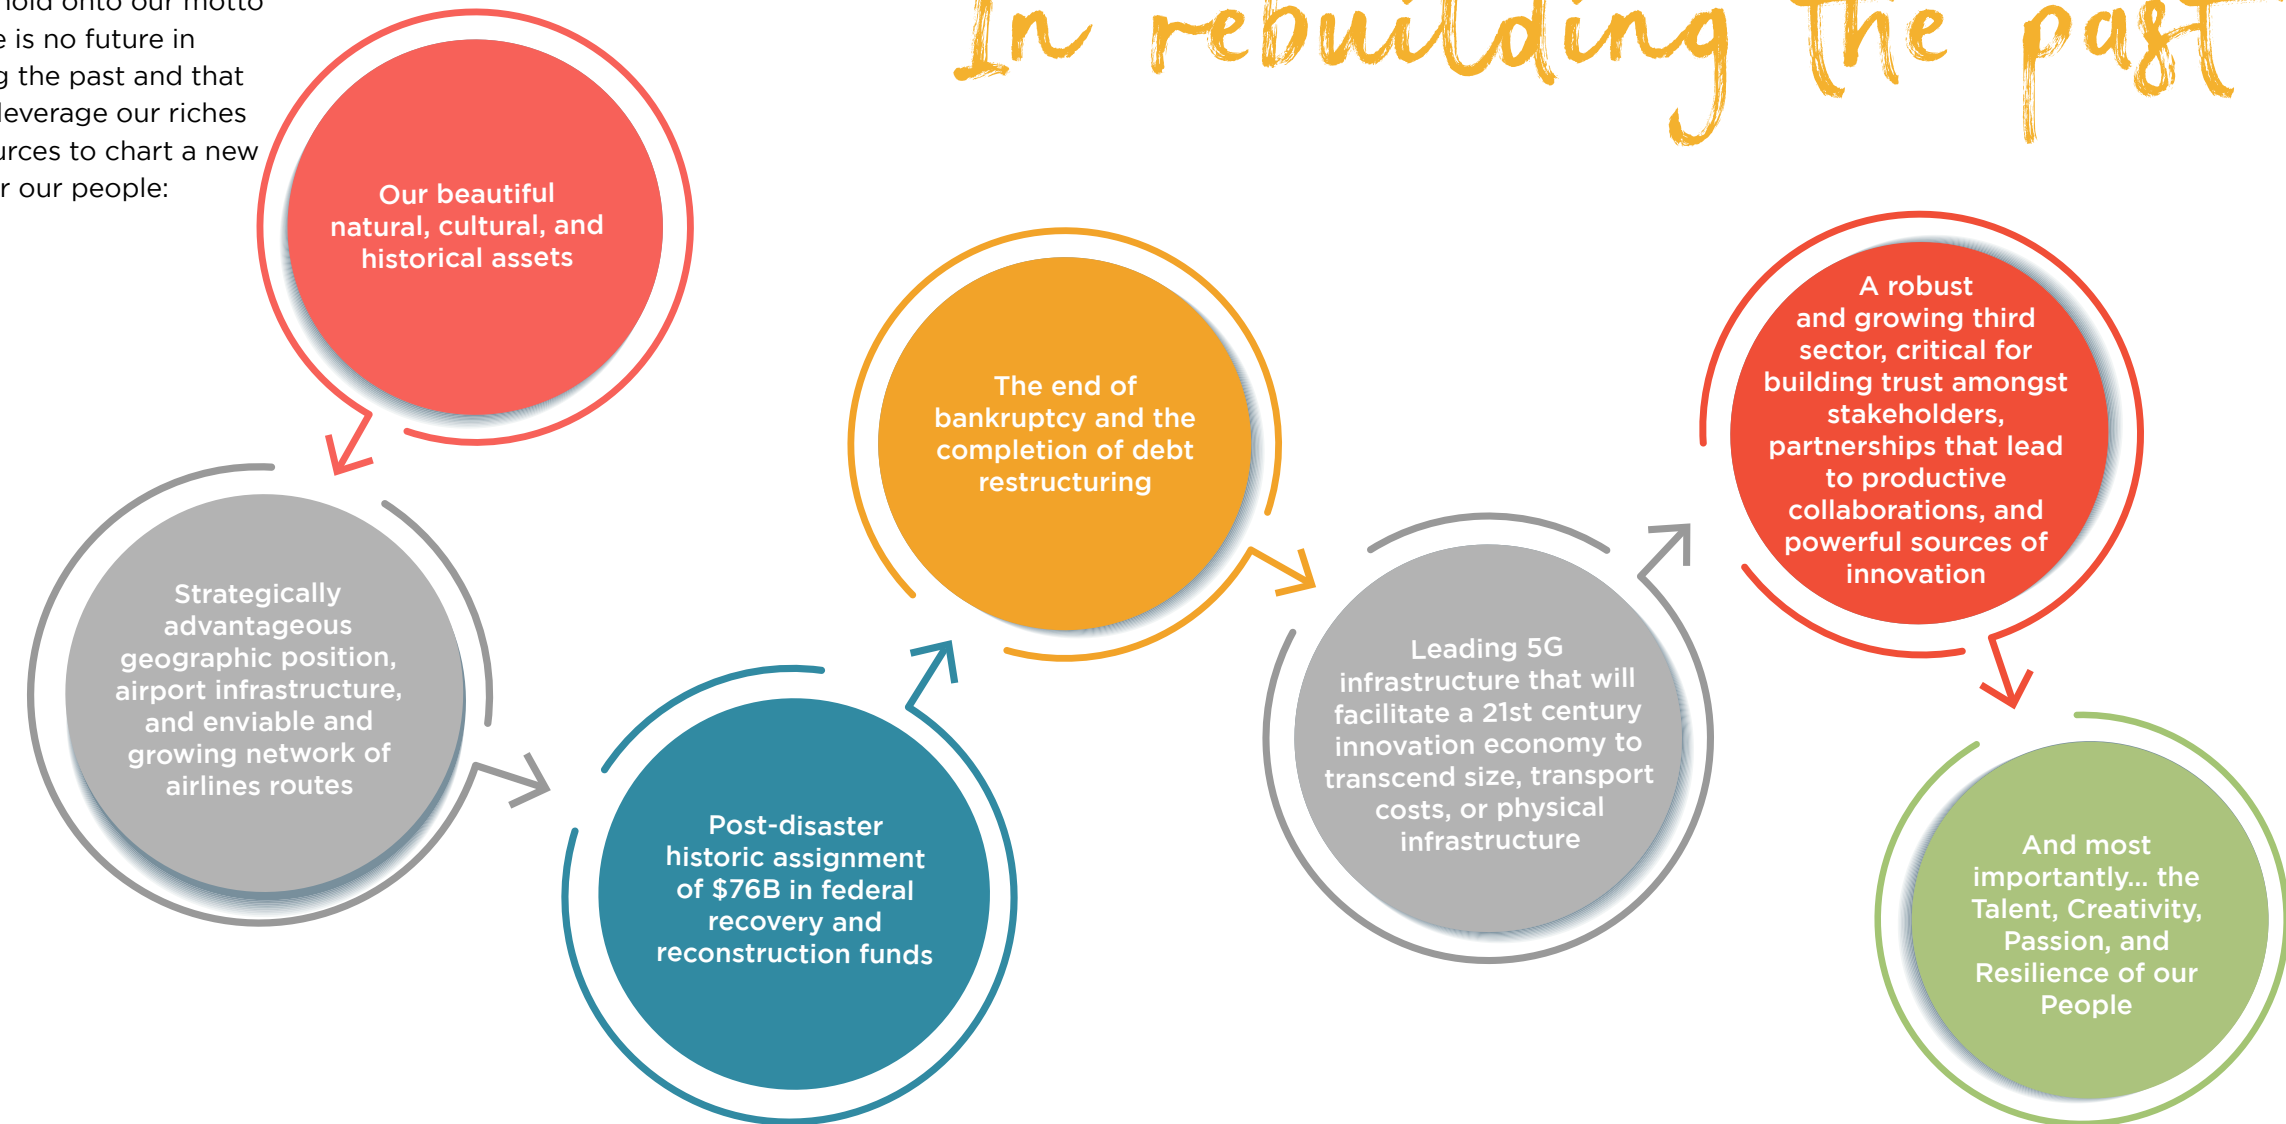 hold onto our motto
is no future in
the past and that
leverage our riches
to chart a new
our people:
In rebuilding the past
Our beautiful
natural, cultural, and
historical assets
Strategically
advantageous
geographic position,
airport infrastructure,
and enviable and
growing network of
airlines routes
Post-disaster
historic assignment
of $76B in federal
recovery and
reconstruction funds
The end of
bankruptcy and the
completion of debt
restructuring
Leading 5G
infrastructure that will
facilitate a 21st century
innovation economy to
transcend size, transport
costs, or physical
infrastructure
A robust
and growing third
sector, critical for
building trust amongst
stakeholders,
partnerships that lead
to productive
collaborations, and
powerful sources of
innovation
And most
importantly... the
Talent, Creativity,
Passion, and
Resilience of our
People